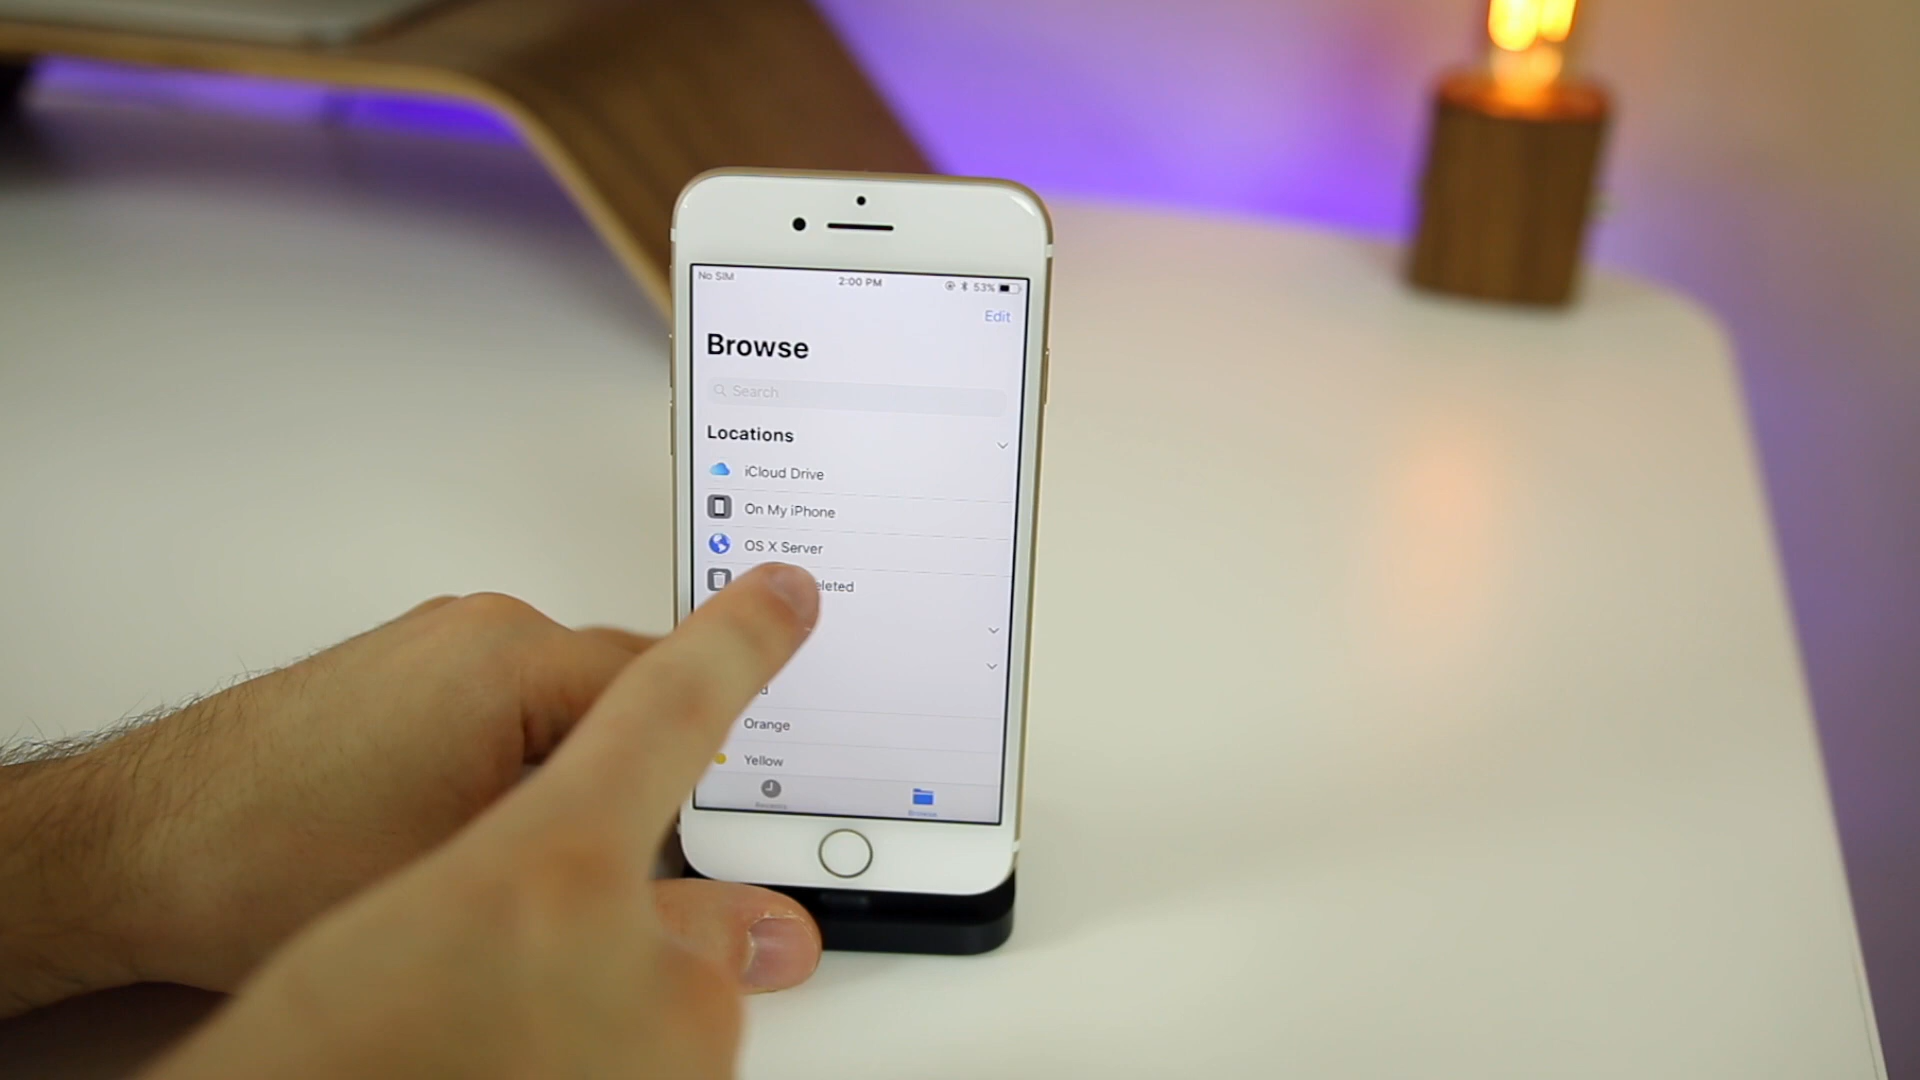 No SIM
2:00 PM
53%
Edit
Browse
Search
Locations
iCloud Drive
On My iPhone
OS X Server
eleted
d
Orange
Yellow
Recents
Browse